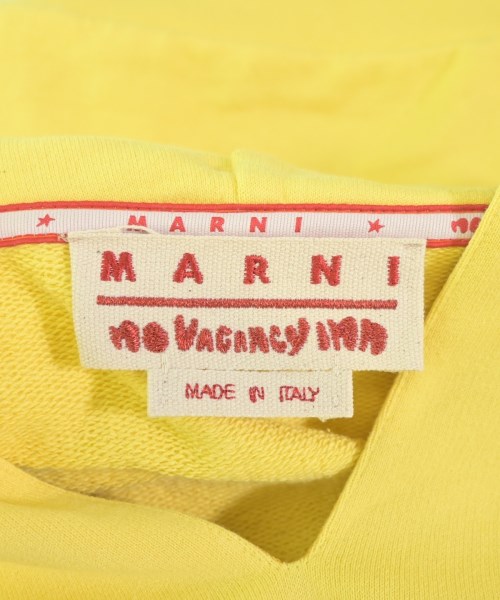 ★ MARNI ★
MARNI
NO VACANCY INN
MADE IN ITALY